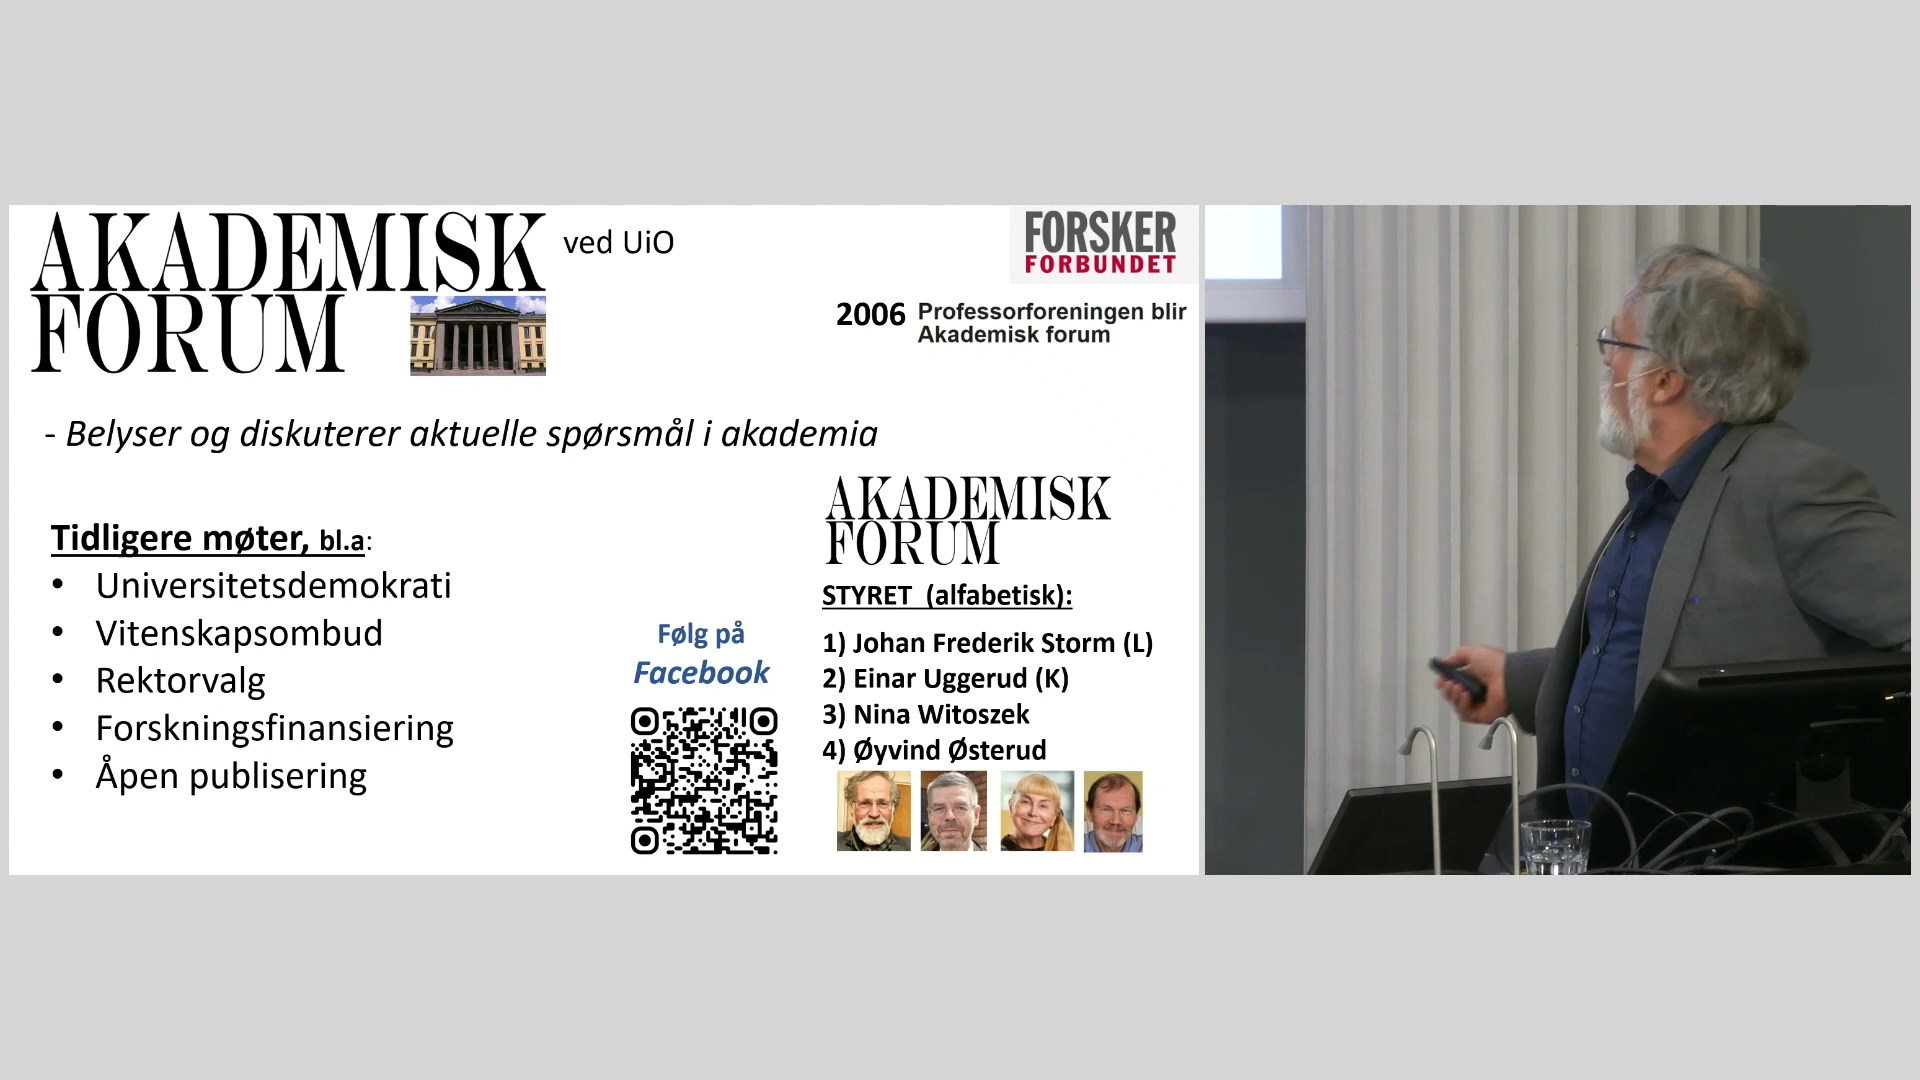 AKADEMISK
FORUM
ved UiO
FORSKER
FORBUNDET
2006 Professorforeningen blir
Akademisk forum
- Belyser og diskuterer aktuelle spørsmål i akademia
Tidligere møter, bl.a:
• Universitetsdemokrati
• Vitenskapsombud
• Rektorvalg
• Forskningsfinansiering
• Åpen publisering
Følg på
Facebook
AKADEMISK
FORUM
STYRET (alfabetisk):
1) Johan Frederik Storm (L)
2) Einar Uggerud (K)
3) Nina Witoszek
4) Øyvind Østerud